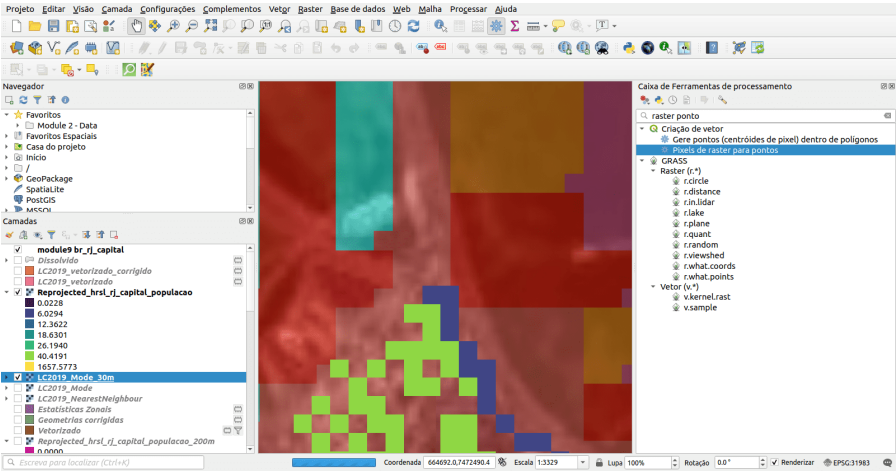 Projeto Editar Visão Camada Configurações Complementos Vetor Raster Base de dados Web Malha Processar Ajuda
Navegador
Favoritos
Module 2 - Data
Favoritos Espaciais
Casa do projeto
Início
/
GeoPackage
SpatiaLite
PostGIS
MSSQL
Camadas
module9 br_rj_capital
Dissolvido
LC2019_vetorizado_corrigido
LC2019_vetorizado
Reprojected_hrsl_rj_capital_populacao
0.0228
6.0294
12.3622
18.6301
26.1940
40.4191
1657.5773
LC2019_Mode_30m
LC2019_Mode
LC2019_NearestNeighbour
Estatísticas Zonais
Geometrias corrigidas
Vetorizado
Reprojected_hrsl_rj_capital_populacao_200m
0.0000
Caixa de Ferramentas de processamento
raster ponto
Criação de vetor
Gere pontos (centróides de pixel) dentro de polígonos
Pixels de raster para pontos
GRASS
Raster (r.*)
r.circle
r.distance
r.in.lidar
r.lake
r.plane
r.quant
r.random
r.viewshed
r.what.coords
r.what.points
Vetor (v.*)
v.kernel.rast
v.sample
Escreva para localizar (Ctrl+K) Coordenada 664692.0,7472490.4 Escala 1:3329 Lupa 100% Rotação 0.0° Renderizar EPSG:31983